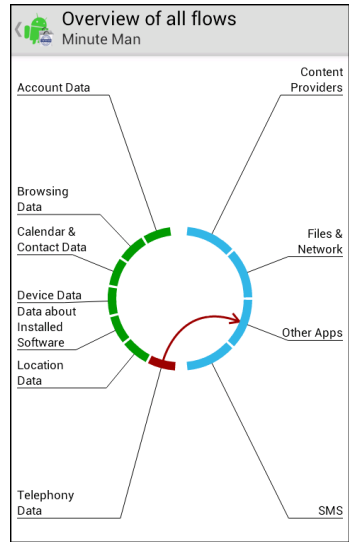 Overview of all flows
Minute Man
Account Data
Browsing
Data
Calendar &
Contact Data
Device Data
Data about
Installed
Software
Location
Data
Telephony
Data
Content
Providers
Files &
Network
Other Apps
SMS